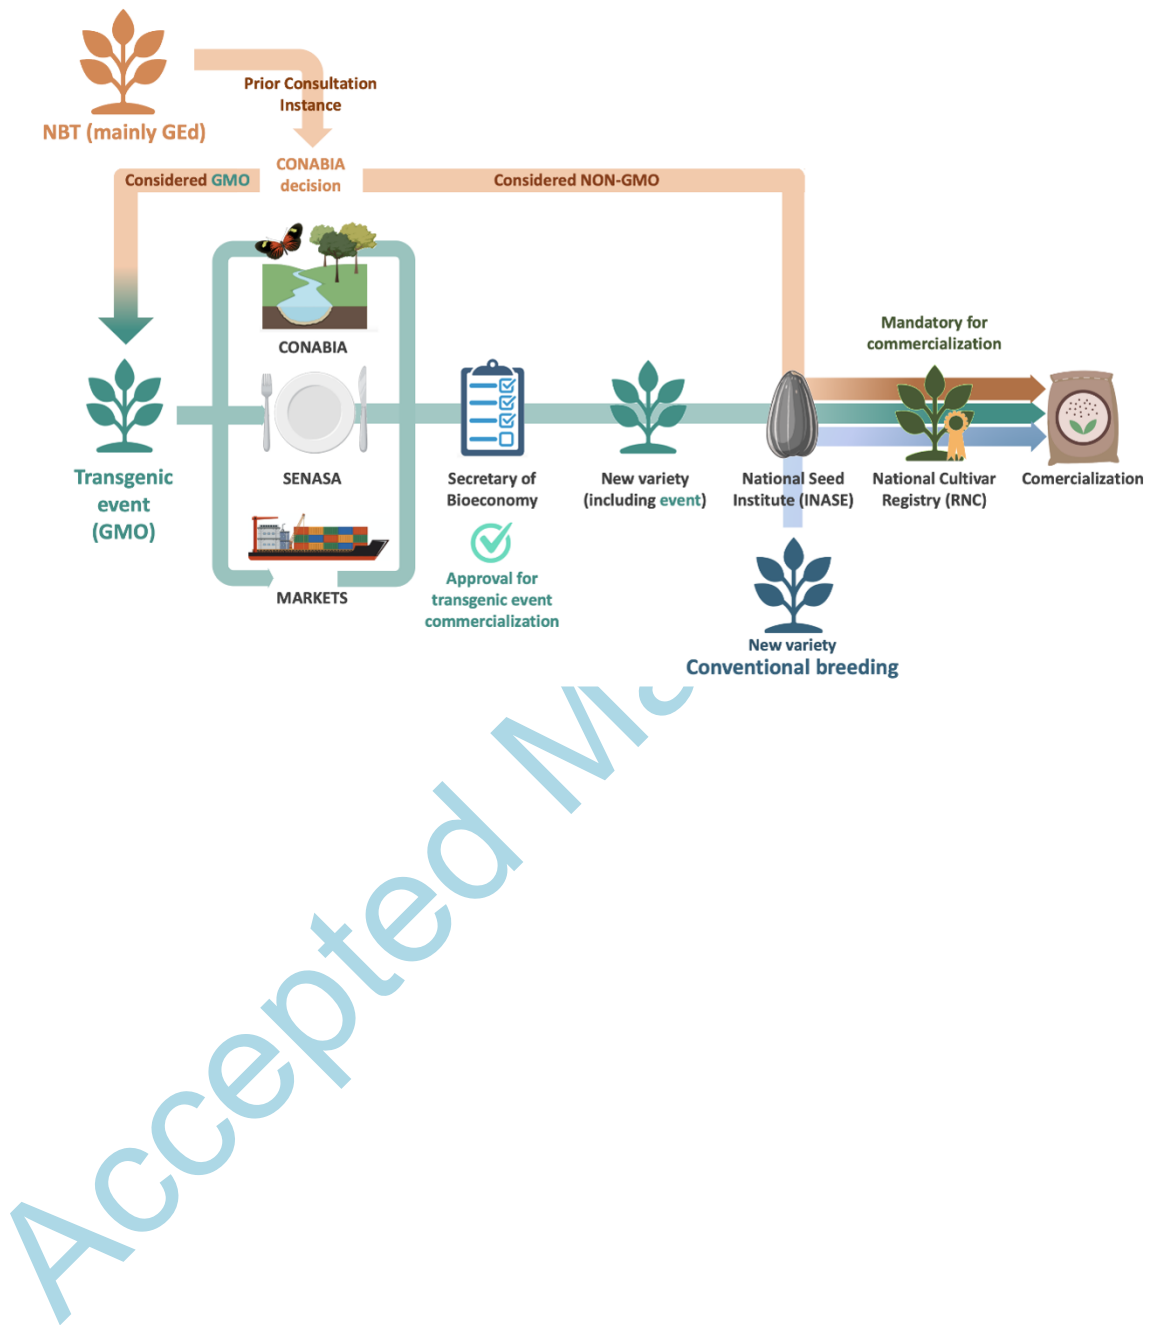 Prior Consultation
Instance
NBT (mainly GEd)
CONABIA
decision
Considered GMO
Considered NON-GMO
CONABIA
Mandatory for
commercialization
SENASA
Transgenic
event
(GMO)
Secretary of
Bioeconomy
New variety
(including event)
National Seed
Institute (INASE)
National Cultivar
Registry (RNC)
Comercialization
MARKETS
Approval for
transgenic event
commercialization
New variety
Conventional breeding
Accepted Ma